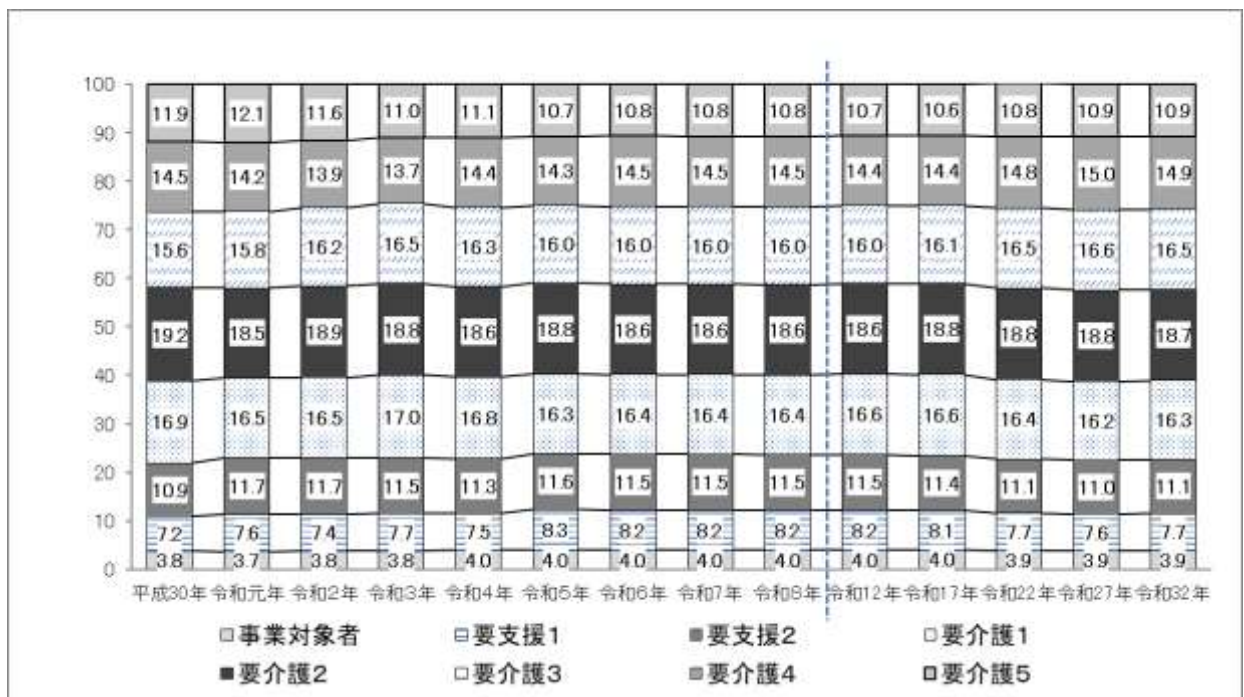 100
11.9 12.1 11.6 11.0 11.1 10.7 10.8 10.8 10.8 10.7 10.6 10.8 10.9 10.9
90
14.5 14.2 13.9 13.7 14.4 14.3 14.5 14.5 14.5 14.4 14.4 14.8 15.0 14.9
80
70
15.6 15.8 16.2 16.5 16.3 16.0 16.0 16.0 16.0 16.0 16.1 16.5 16.6 16.5
60
50
19.2 18.5 18.9 18.8 18.6 18.8 18.6 18.6 18.6 18.6 18.8 18.8 18.8 18.7
40
30
16.9 16.5 16.5 17.0 16.8 16.3 16.4 16.4 16.4 16.6 16.6 16.4 16.2 16.3
20
10.9 11.7 11.7 11.5 11.3 11.6 11.5 11.5 11.5 11.5 11.4 11.1 11.0 11.1
10
7.2 7.6 7.4 7.7 7.5 8.3 8.2 8.2 8.2 8.2 8.1 7.7 7.6 7.7
3.8 3.7 3.8 3.8 4.0 4.0 4.0 4.0 4.0 4.0 4.0 3.9 3.9 3.9
0
平成30年 令和元年 令和2年 令和3年 令和4年 令和5年 令和6年 令和7年 令和8年 令和12年 令和17年 令和22年 令和27年 令和32年
事業対象者 要支援1 要支援2 要介護1
要介護2 要介護3 要介護4 要介護5